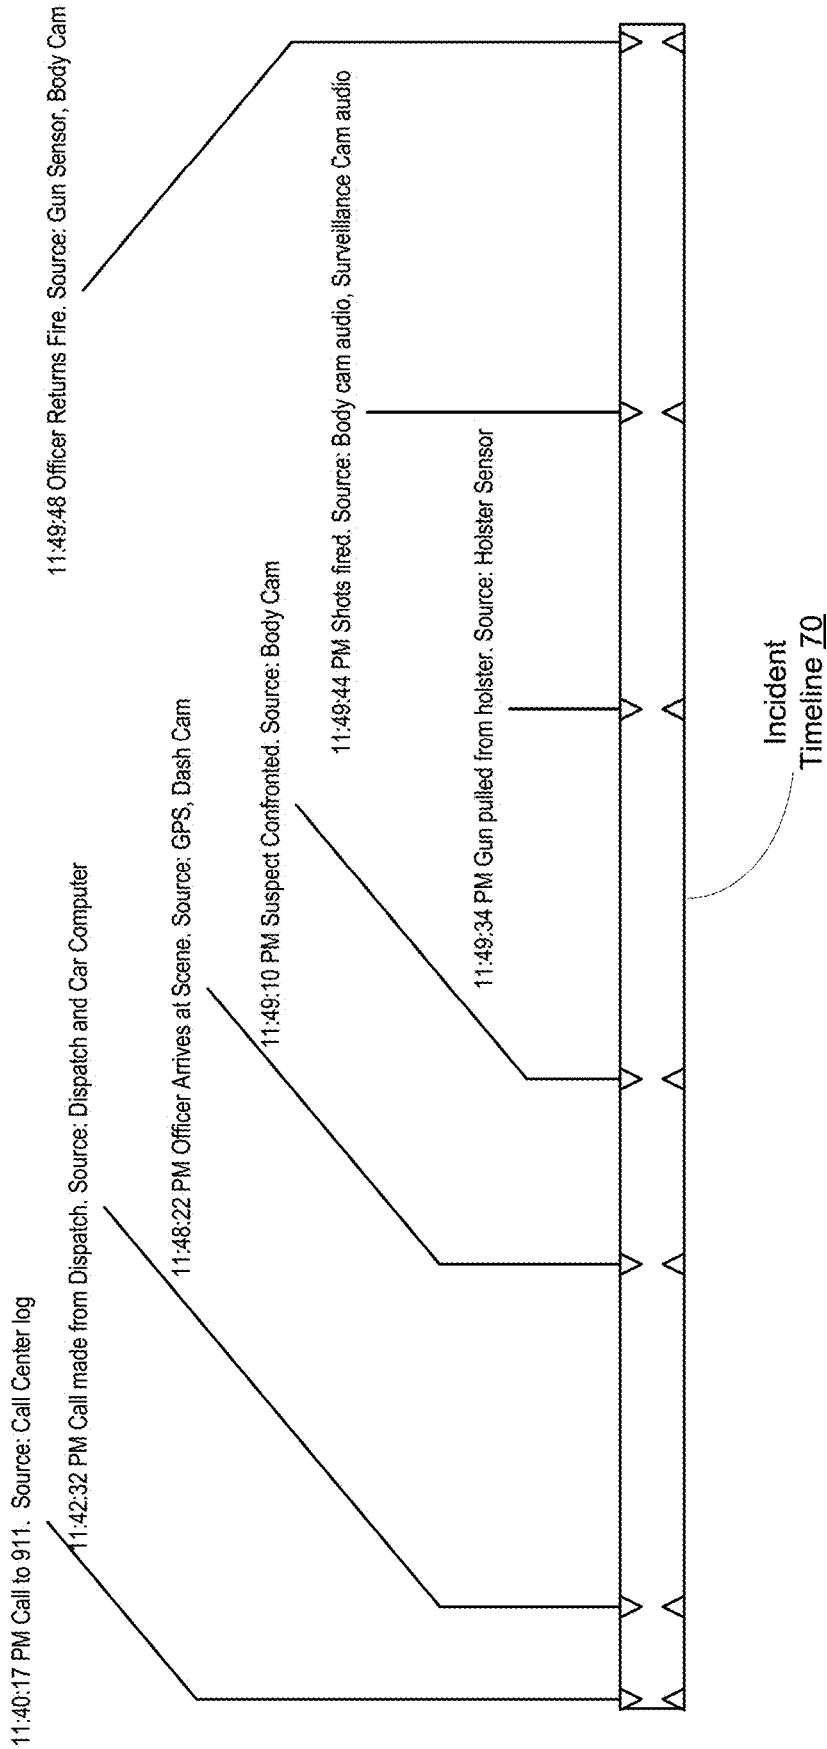 11:40:17 PM Call to 911. Source: Call Center log
11:42:32 PM Call made from Dispatch. Source: Dispatch and Car Computer
11:48:22 PM Officer Arrives at Scene. Source: GPS, Dash Cam
11:49:10 PM Suspect Confronted. Source: Body Cam
11:49:34 PM Gun pulled from holster. Source: Holster Sensor
11:49:44 PM Shots fired. Source: Body cam audio, Surveillance Cam audio
11:49:48 Officer Returns Fire. Source: Gun Sensor, Body Cam
Incident
Timeline 70